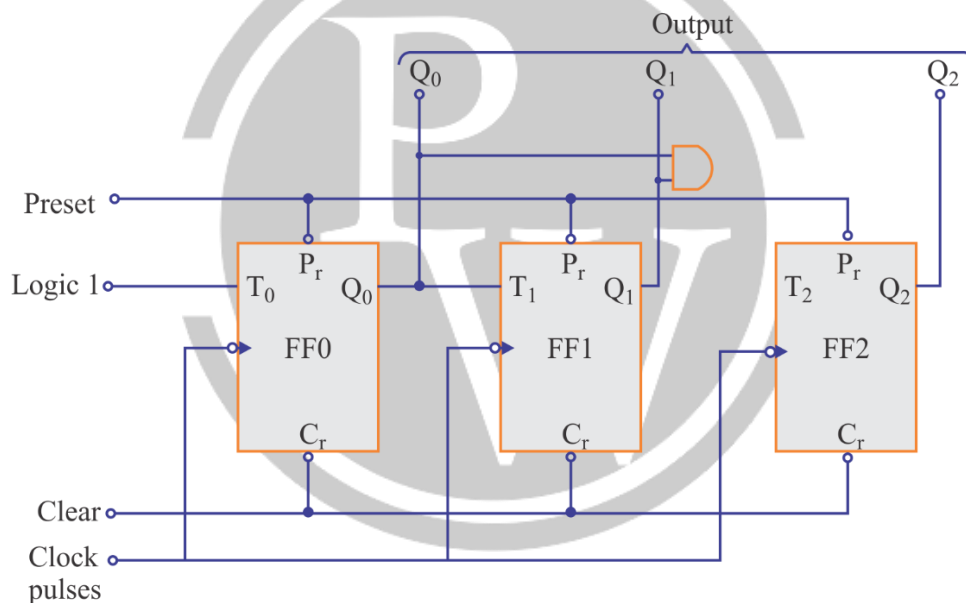 Output
Q0 Q1 Q2
Preset
Pr Pr Pr
Logic 1 T0 Q0 T1 Q1 T2 Q2
FF0 FF1 FF2
Cr Cr Cr
Clear
Clock
pulses
PW